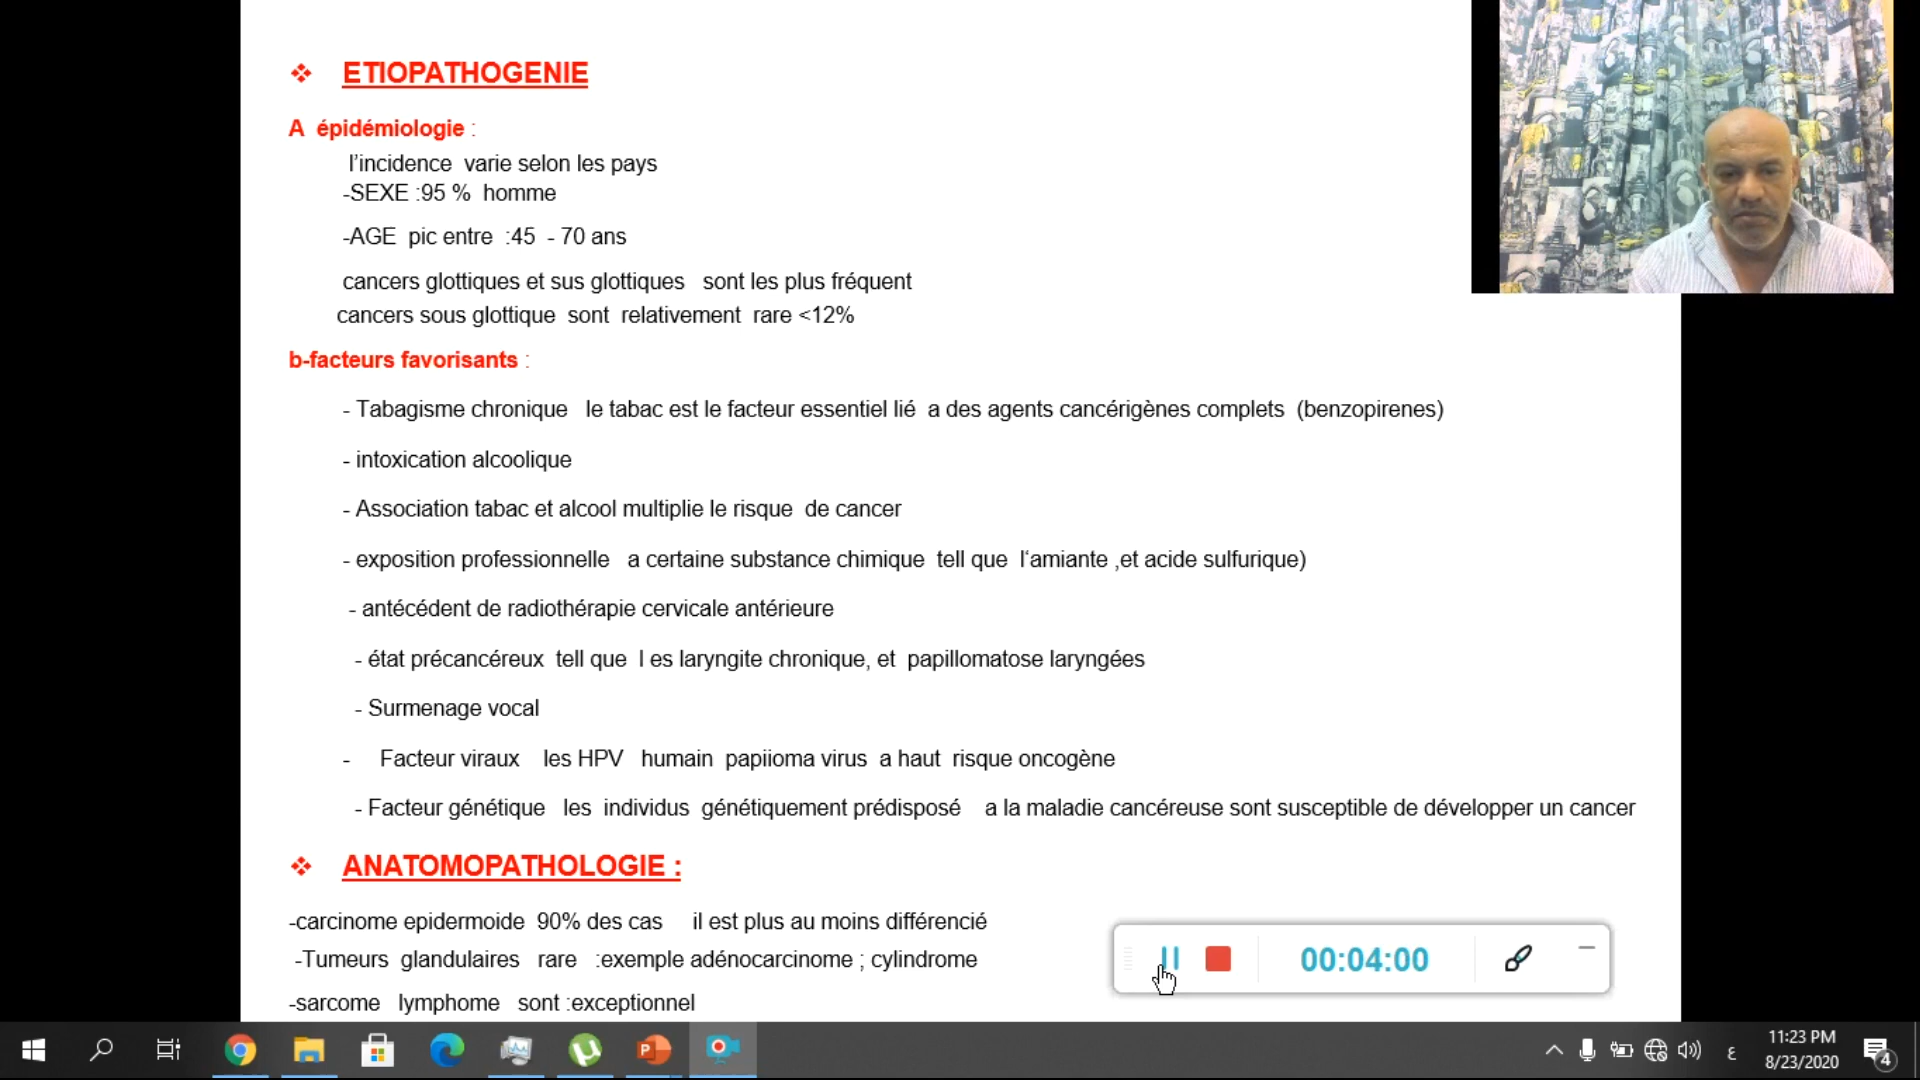 ❖ ETIOPATHOGENIE
A épidémiologie :
l’incidence varie selon les pays
-SEXE :95 % homme
-AGE pic entre :45 - 70 ans
cancers glottiques et sus glottiques sont les plus fréquent
cancers sous glottique sont relativement rare <12%
b-facteurs favorisants :
- Tabagisme chronique le tabac est le facteur essentiel lié a des agents cancérigènes complets (benzopirenes)
- intoxication alcoolique
- Association tabac et alcool multiplie le risque de cancer
- exposition professionnelle a certaine substance chimique tell que l‘amiante ,et acide sulfurique)
- antécédent de radiothérapie cervicale antérieure
- état précancéreux tell que l es laryngite chronique, et papillomatose laryngées
- Surmenage vocal
- Facteur viraux les HPV humain papiioma virus a haut risque oncogène
- Facteur génétique les individus génétiquement prédisposé a la maladie cancéreuse sont susceptible de développer un cancer
❖ ANATOMOPATHOLOGIE :
-carcinome epidermoide 90% des cas il est plus au moins différencié
-Tumeurs glandulaires rare :exemple adénocarcinome ; cylindrome
-sarcome lymphome sont :exceptionnel
00:04:00
ع
11:23 PM
8/23/2020
4